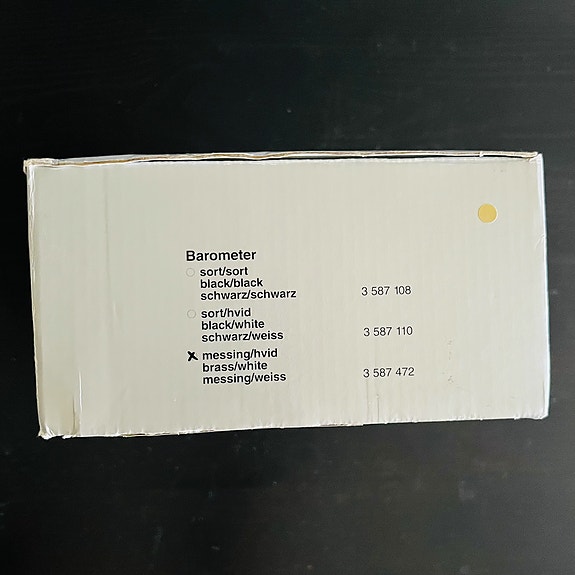 Barometer
sort/sort
black/black
schwarz/schwarz 3 587 108
sort/hvid
black/white
schwarz/weiss 3 587 110
messing/hvid
brass/white
messing/weiss 3 587 472